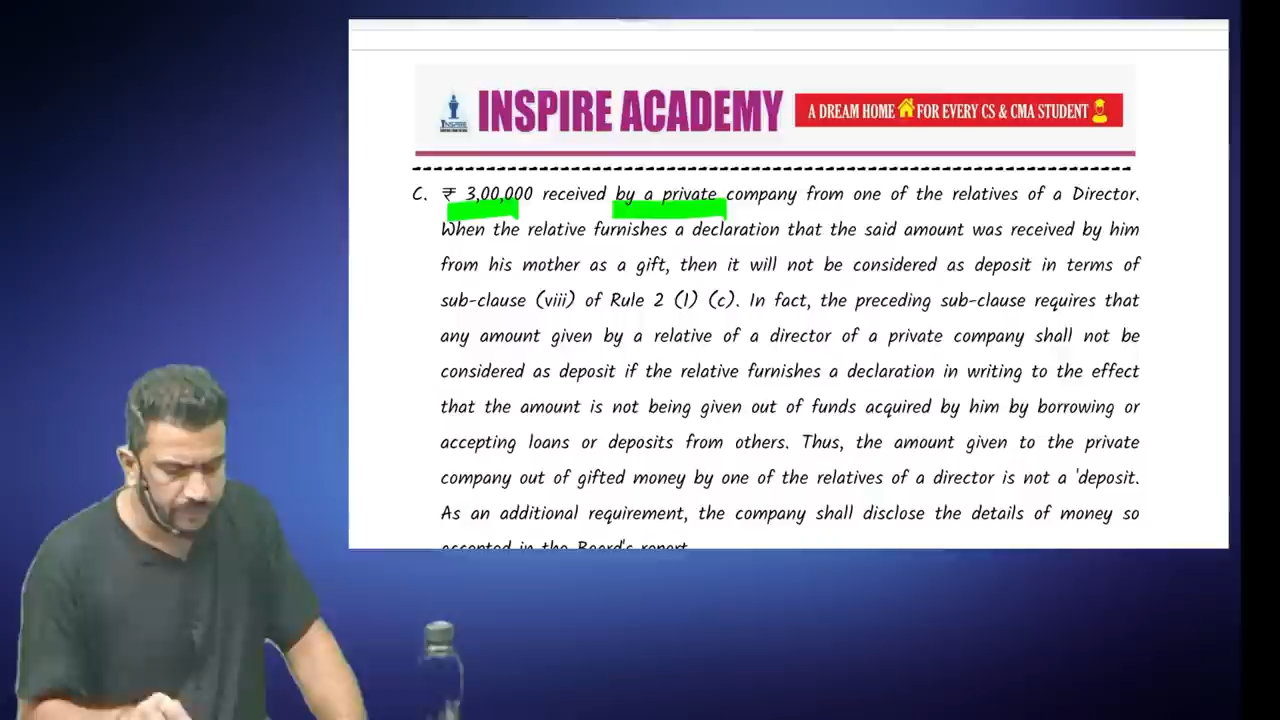 INSPIRE ACADEMY
A DREAM HOME FOR EVERY CS & CMA STUDENT
C. ₹ 3,00,000 received by a private company from one of the relatives of a Director.
When the relative furnishes a declaration that the said amount was received by him
from his mother as a gift, then it will not be considered as deposit in terms of
sub-clause (viii) of Rule 2 (1) (c). In fact, the preceding sub-clause requires that
any amount given by a relative of a director of a private company shall not be
considered as deposit if the relative furnishes a declaration in writing to the effect
that the amount is not being given out of funds acquired by him by borrowing or
accepting loans or deposits from others. Thus, the amount given to the private
company out of gifted money by one of the relatives of a director is not a 'deposit.
As an additional requirement, the company shall disclose the details of money so
accepted in the Board's report